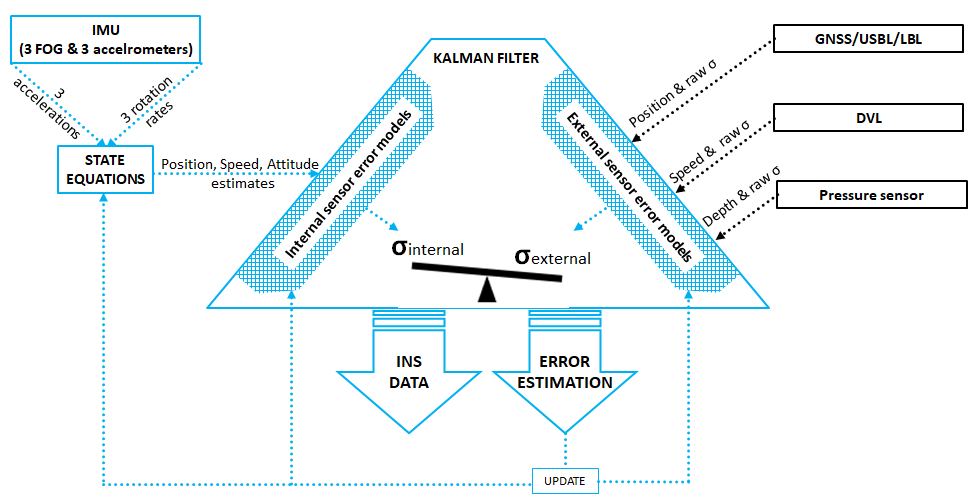 IMU
(3 FOG & 3 accelrometers)
3
accelerations
3 rotation
rates
STATE
EQUATIONS
Position, Speed, Attitude
estimates
KALMAN FILTER
Internal sensor error models
External sensor error models
σinternal
σexternal
GNSS/USBL/LBL
Position & raw σ
DVL
Speed & raw σ
Pressure sensor
Depth & raw σ
INS
DATA
ERROR
ESTIMATION
UPDATE